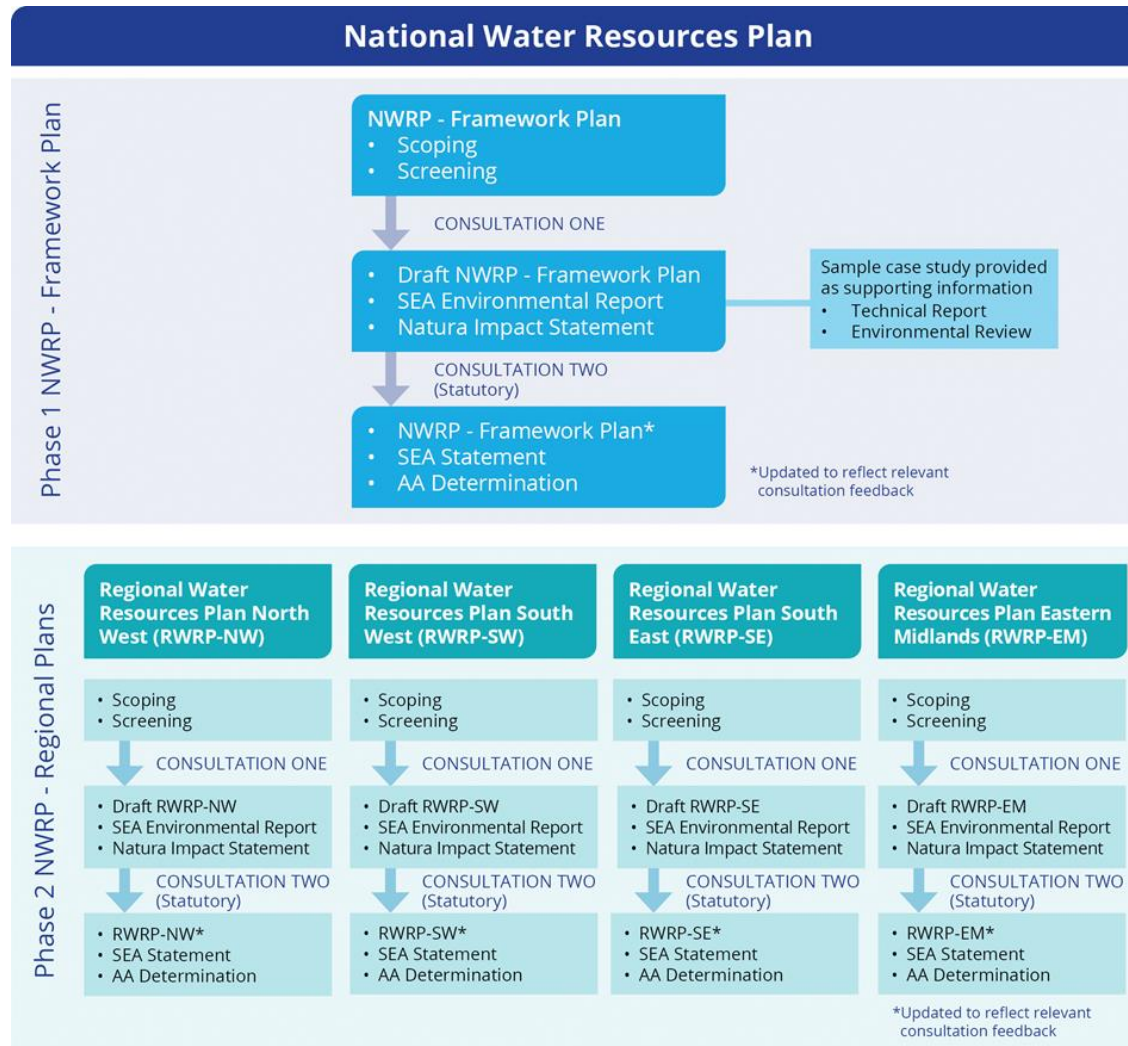 National Water Resources Plan
Phase 1 NWRP - Framework Plan
NWRP - Framework Plan
• Scoping
• Screening
CONSULTATION ONE
• Draft NWRP - Framework Plan
• SEA Environmental Report
• Natura Impact Statement
Sample case study provided
as supporting information
• Technical Report
• Environmental Review
CONSULTATION TWO
(Statutory)
• NWRP - Framework Plan*
• SEA Statement
• AA Determination
*Updated to reflect relevant
consultation feedback
Phase 2 NWRP - Regional Plans
Regional Water
Resources Plan North
West (RWRP-NW)
• Scoping
• Screening
CONSULTATION ONE
• Draft RWRP-NW
• SEA Environmental Report
• Natura Impact Statement
CONSULTATION TWO
(Statutory)
• RWRP-NW*
• SEA Statement
• AA Determination
Regional Water
Resources Plan South
West (RWRP-SW)
• Scoping
• Screening
CONSULTATION ONE
• Draft RWRP-SW
• SEA Environmental Report
• Natura Impact Statement
CONSULTATION TWO
(Statutory)
• RWRP-SW*
• SEA Statement
• AA Determination
Regional Water
Resources Plan South
East (RWRP-SE)
• Scoping
• Screening
CONSULTATION ONE
• Draft RWRP-SE
• SEA Environmental Report
• Natura Impact Statement
CONSULTATION TWO
(Statutory)
• RWRP-SE*
• SEA Statement
• AA Determination
Regional Water
Resources Plan Eastern
Midlands (RWRP-EM)
• Scoping
• Screening
CONSULTATION ONE
• Draft RWRP-EM
• SEA Environmental Report
• Natura Impact Statement
CONSULTATION TWO
(Statutory)
• RWRP-EM*
• SEA Statement
• AA Determination
*Updated to reflect relevant
consultation feedback